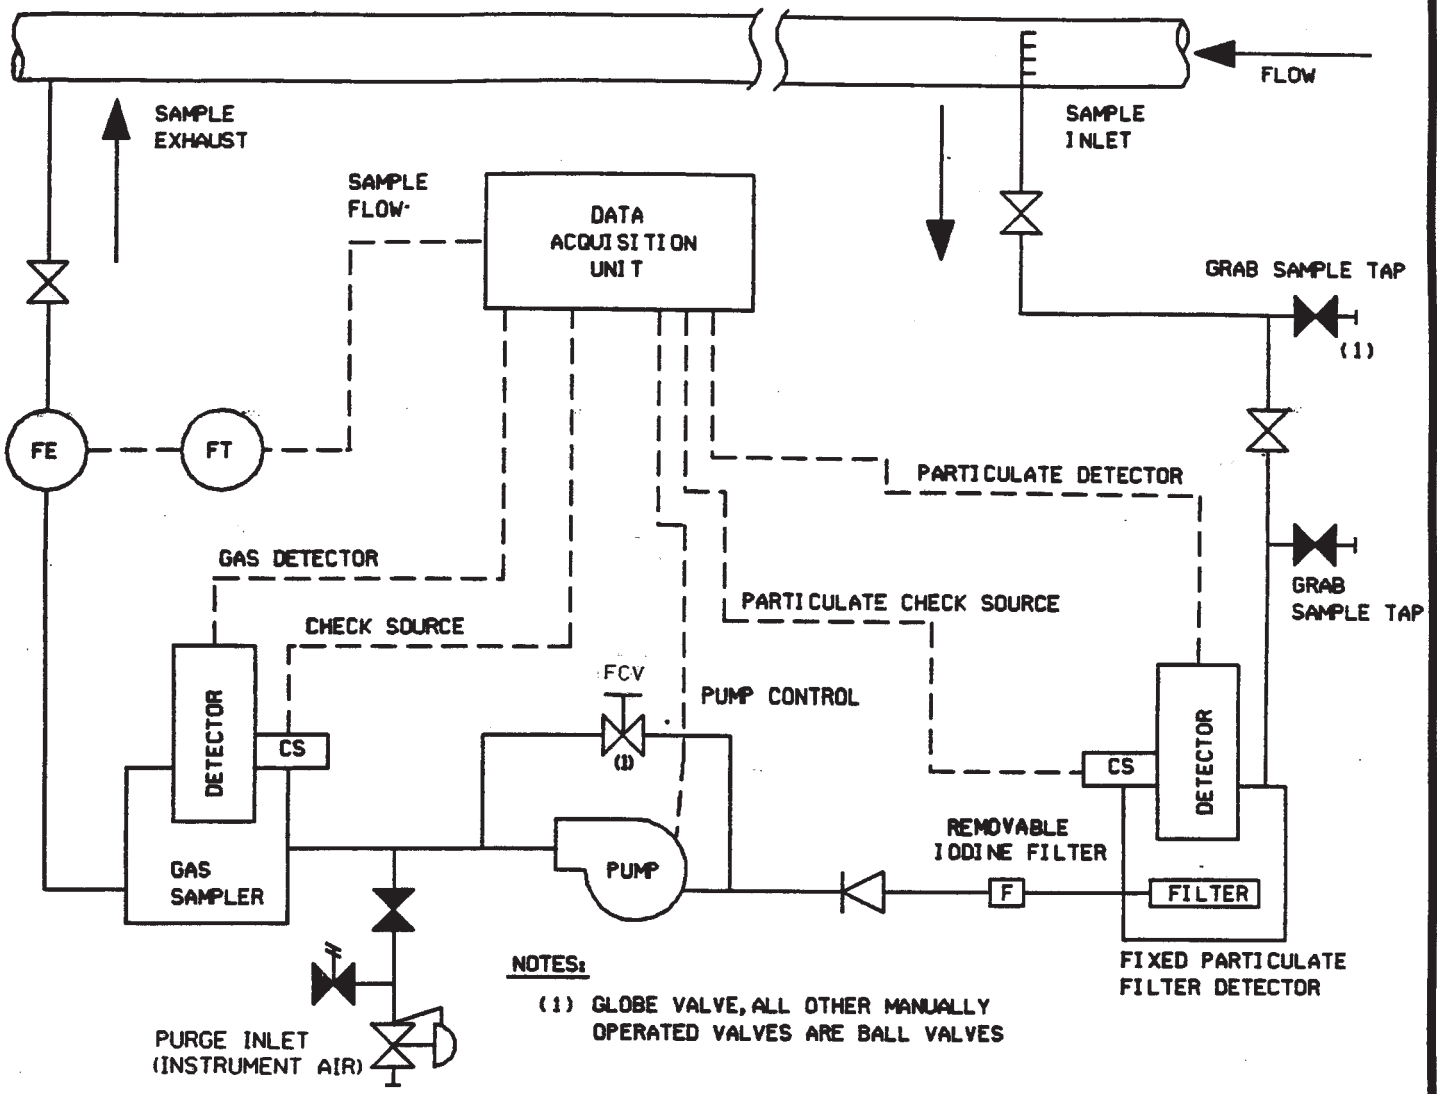 FLOW
SAMPLE
EXHAUST
SAMPLE
INLET
SAMPLE
FLOW
DATA
ACQUISITION
UNIT
GRAB SAMPLE TAP
(1)
FE
FT
PARTICULATE DETECTOR
GAS DETECTOR
GRAB
SAMPLE TAP
PARTICULATE CHECK SOURCE
CHECK SOURCE
FCV
PUMP CONTROL
DETECTOR
CS
(1)
CS
DETECTOR
REMOVABLE
IODINE FILTER
GAS
SAMPLER
PUMP
F
FILTER
FIXED PARTICULATE
FILTER DETECTOR
NOTES:
(1) GLOBE VALVE, ALL OTHER MANUALLY
OPERATED VALVES ARE BALL VALVES
PURGE INLET
(INSTRUMENT AIR)